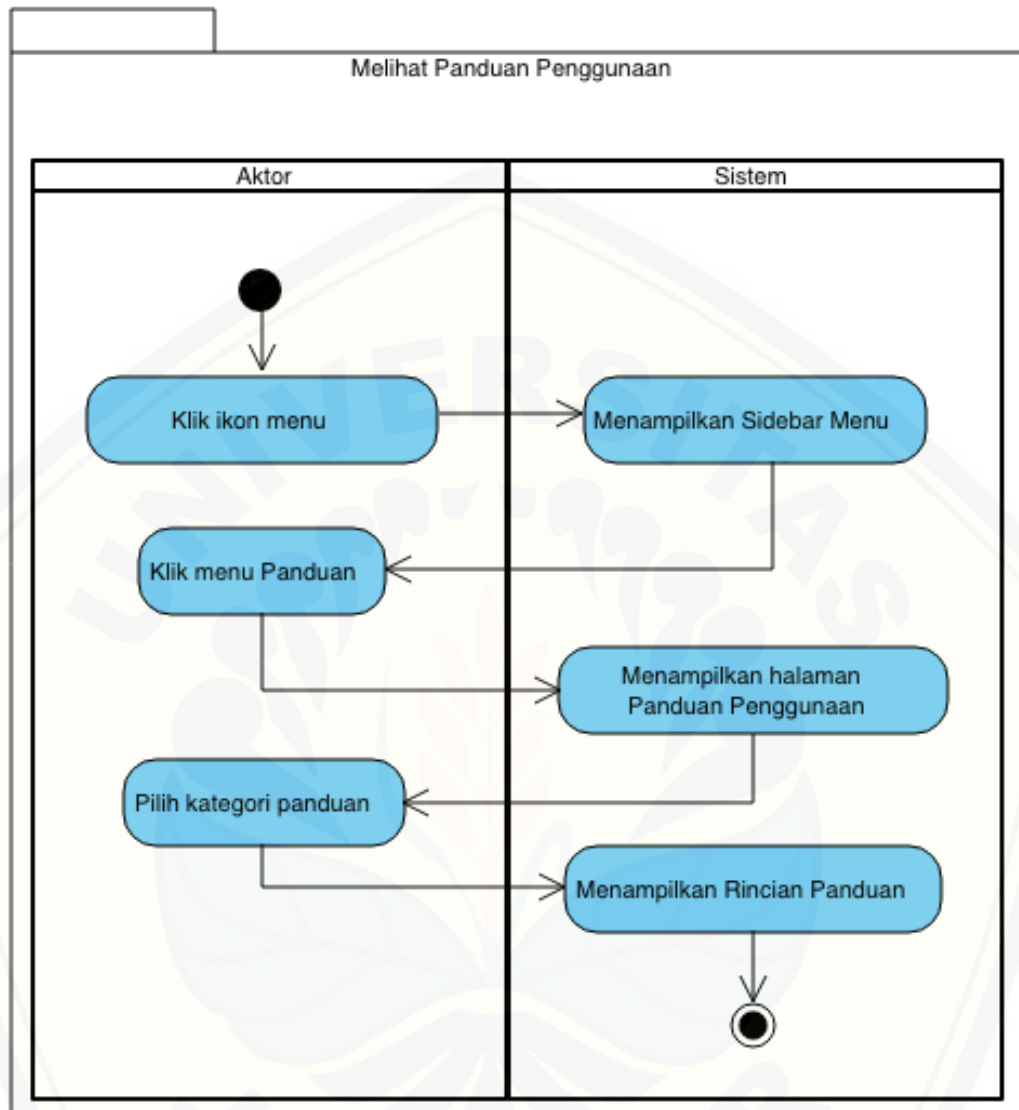 Melihat Panduan Penggunaan
Aktor
Sistem
Klik ikon menu
Menampilkan Sidebar Menu
Klik menu Panduan
Menampilkan halaman
Panduan Penggunaan
Pilih kategori panduan
Menampilkan Rincian Panduan
UNIVERSITAS